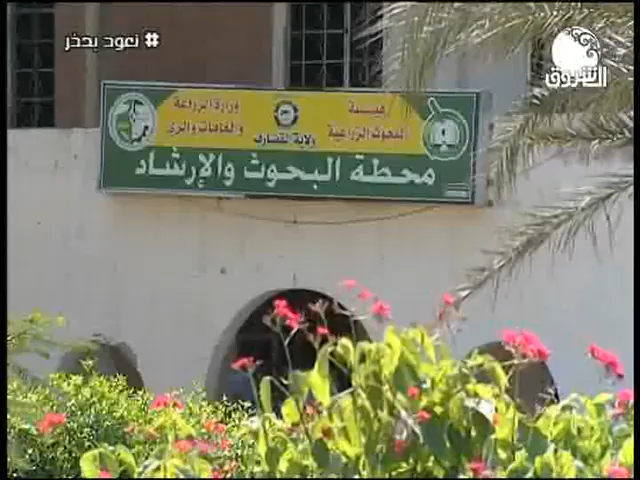 # نعود بحذر
الشروق
هيئة
البحوث الزراعية
ولاية القضارف
وزارة الزراعة
والغابات والري
محطة البحوث والإرشاد